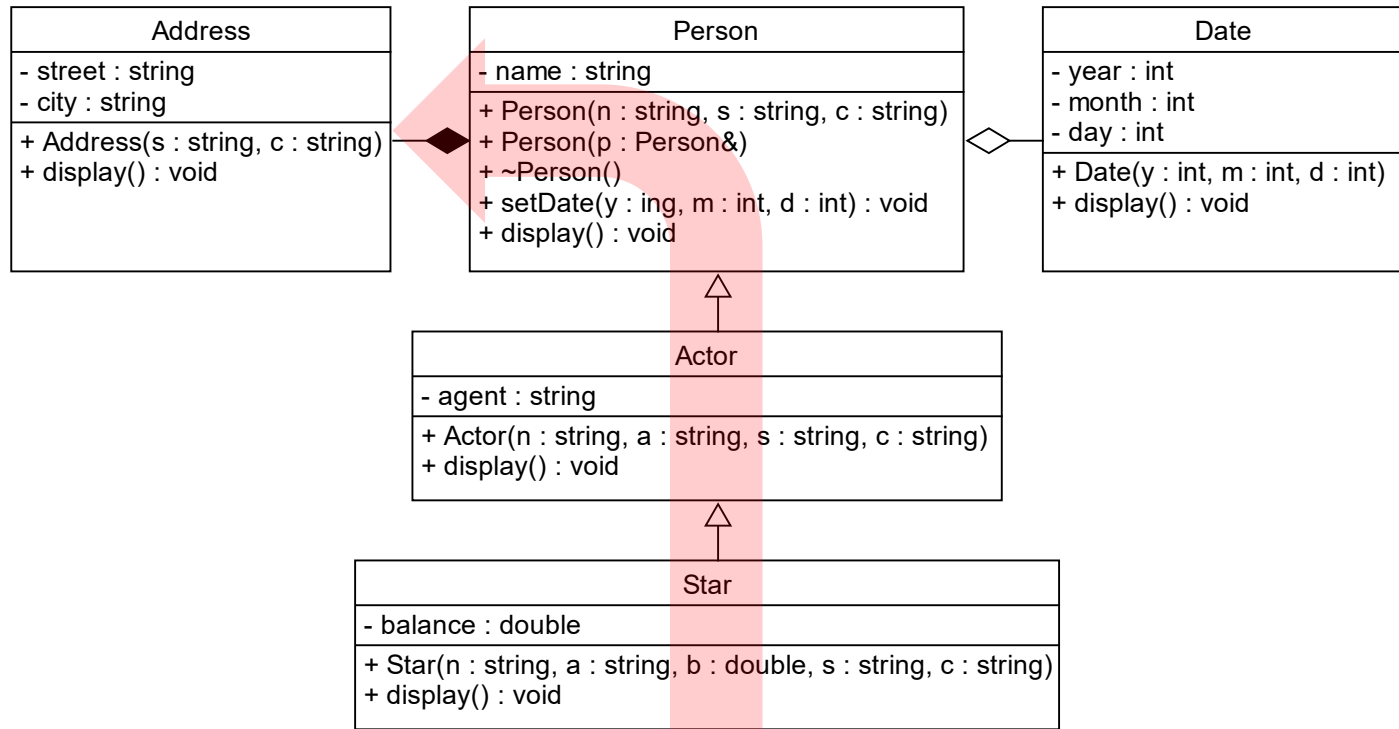 Address
- street : string
- city : string
+ Address(s : string, c : string)
+ display() : void
Person
- name : string
+ Person(n : string, s : string, c : string)
+ Person(p : Person&)
+ ~Person()
+ setDate(y : ing, m : int, d : int) : void
+ display() : void
Date
- year : int
- month : int
- day : int
+ Date(y : int, m : int, d : int)
+ display() : void
Actor
- agent : string
+ Actor(n : string, a : string, s : string, c : string)
+ display() : void
Star
- balance : double
+ Star(n : string, a : string, b : double, s : string, c : string)
+ display() : void